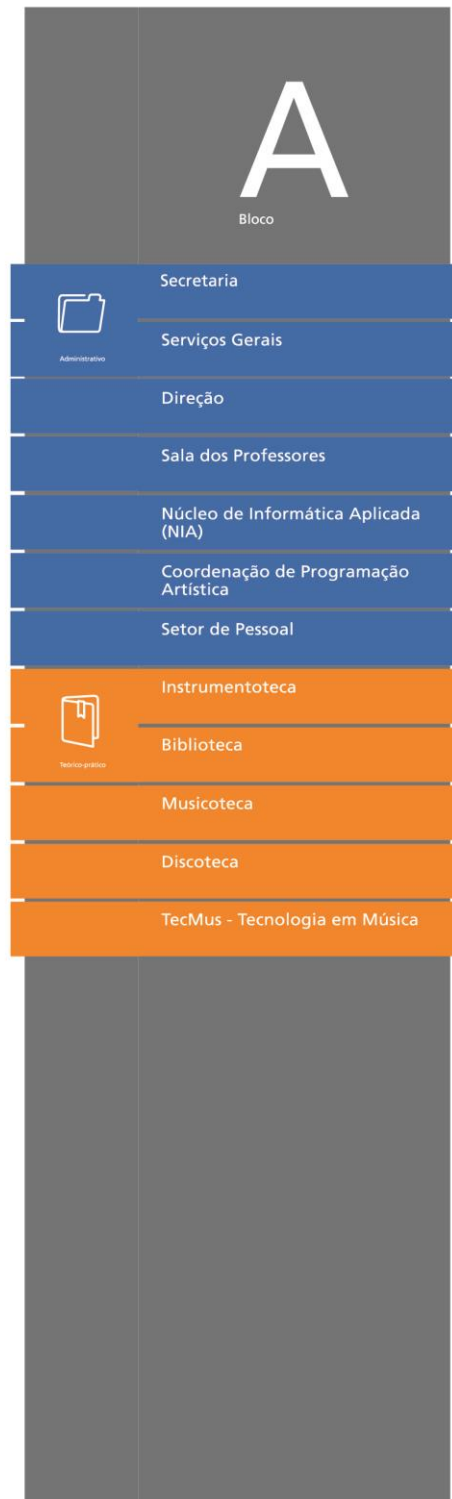 A
Bloco
Secretaria
Administrativo
Serviços Gerais
Direção
Sala dos Professores
Núcleo de Informática Aplicada
(NIA)
Coordenação de Programação
Artística
Setor de Pessoal
Instrumentoteca
Teórico-prático
Biblioteca
Musicoteca
Discoteca
TecMus - Tecnologia em Música